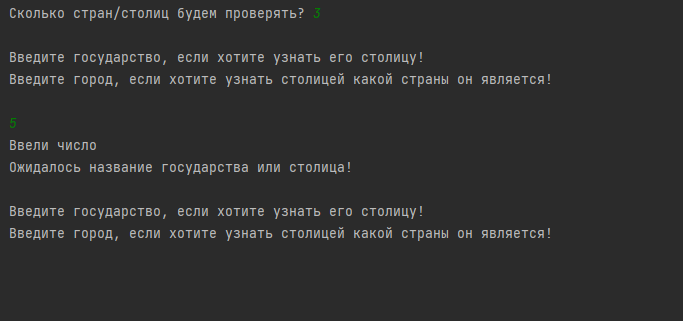 Сколько стран/столиц будем проверять? 3
Введите государство, если хотите узнать его столицу!
Введите город, если хотите узнать столицей какой страны он является!
5
Ввели число
Ожидалось название государства или столица!
Введите государство, если хотите узнать его столицу!
Введите город, если хотите узнать столицей какой страны он является!